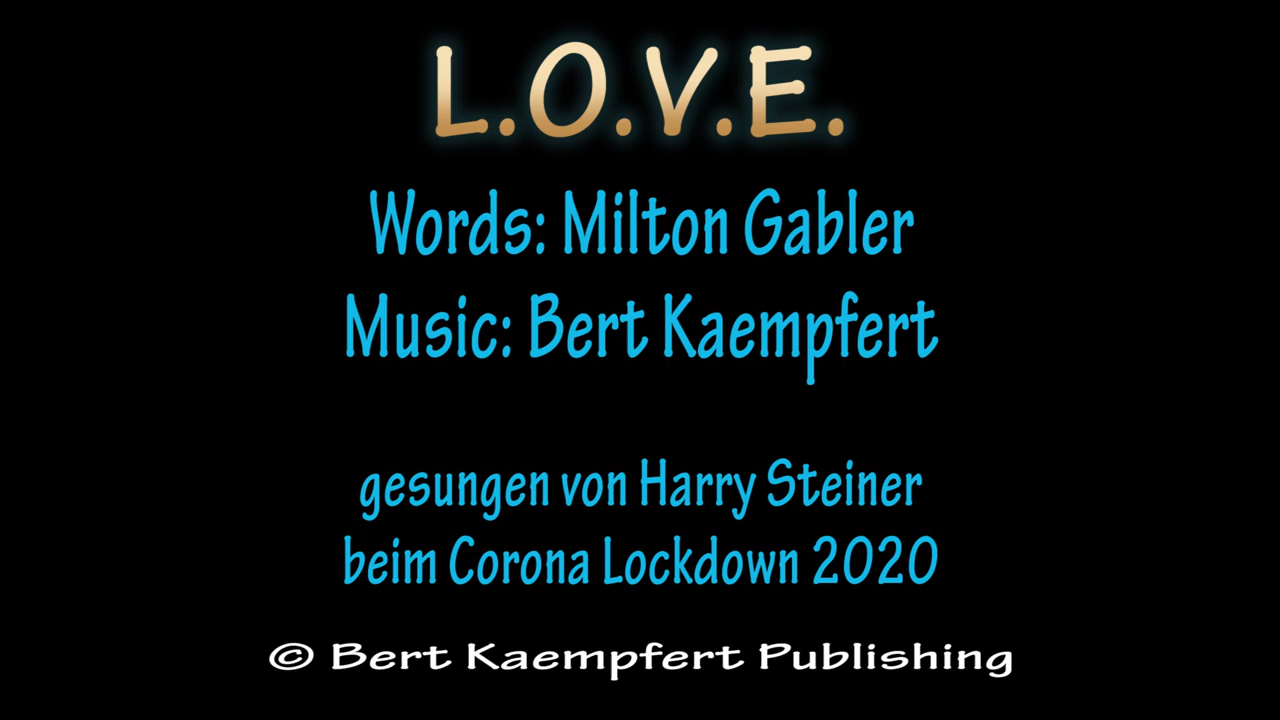 L.O.V.E.
Words: Milton Gabler
Music: Bert Kaempfert
gesungen von Harry Steiner
beim Corona Lockdown 2020
© Bert Kaempfert Publishing